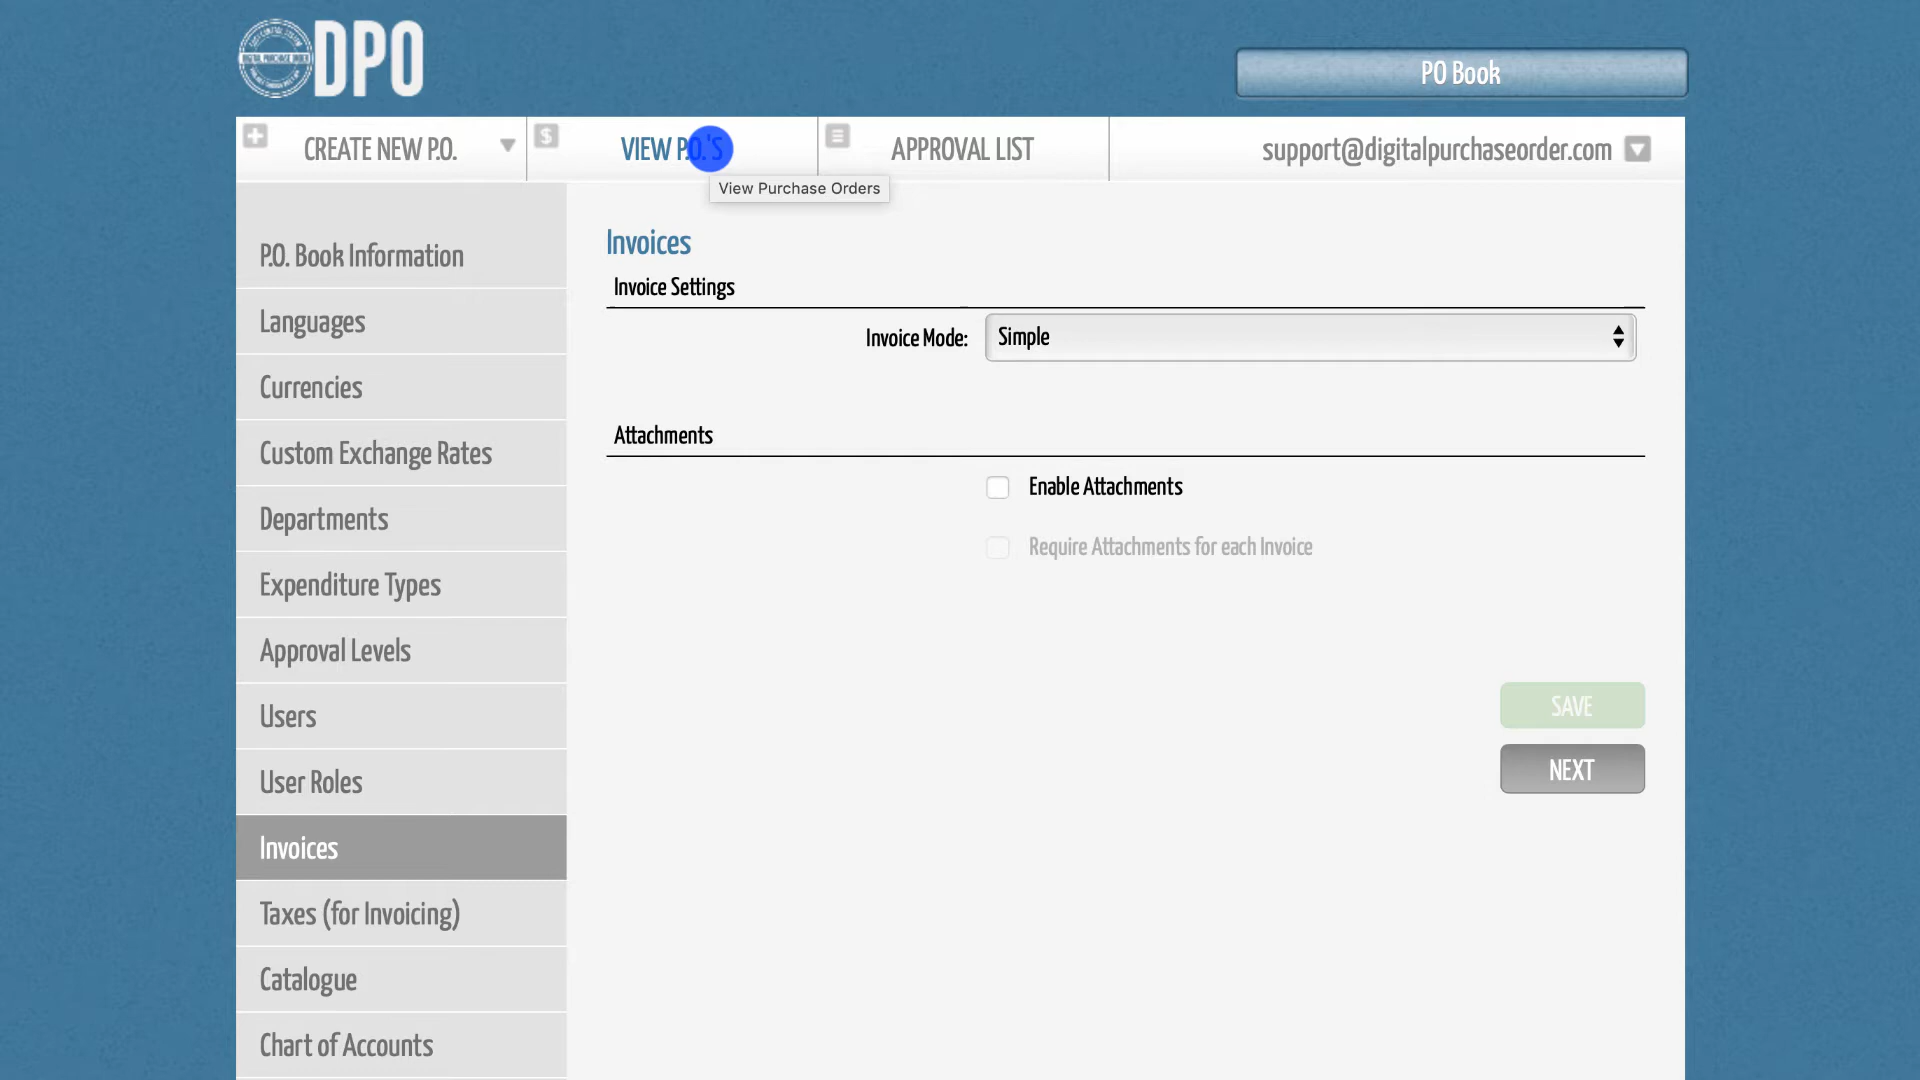 DPO
PO Book
CREATE NEW P.O.
VIEW P.O.'S
APPROVAL LIST
support@digitalpurchaseorder.com
View Purchase Orders
P.O. Book Information
Languages
Currencies
Custom Exchange Rates
Departments
Expenditure Types
Approval Levels
Users
User Roles
Invoices
Taxes (for Invoicing)
Catalogue
Chart of Accounts
Invoices
Invoice Settings
Invoice Mode:
Simple
Attachments
Enable Attachments
Require Attachments for each Invoice
SAVE
NEXT